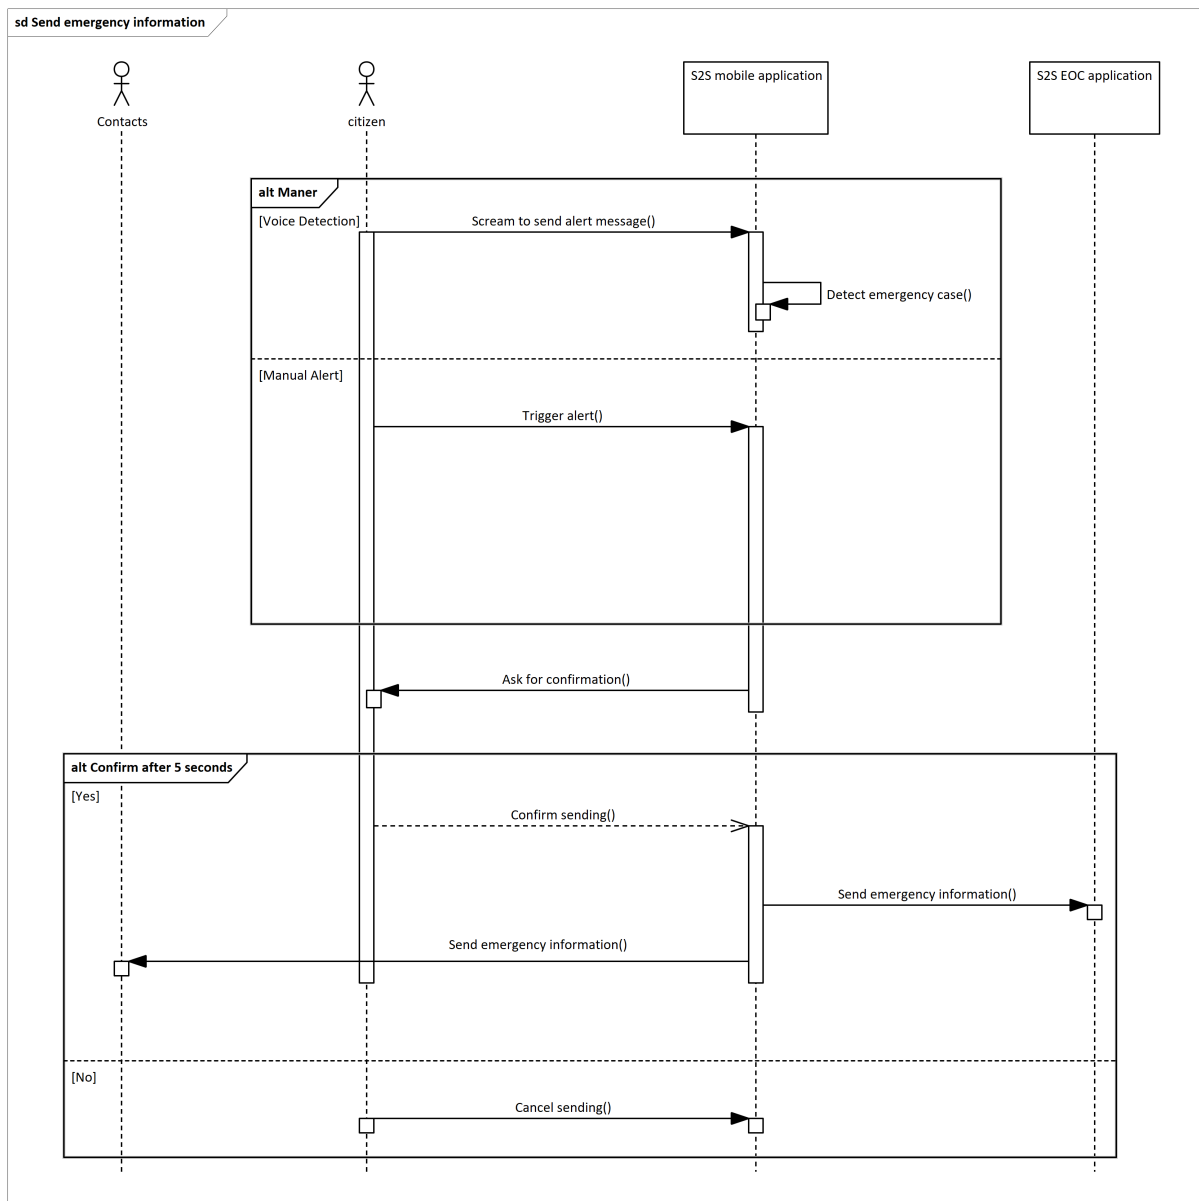 sd Send emergency information
Contacts
citizen
S2S mobile application
S2S EOC application
alt Maner
[Voice Detection]
Scream to send alert message()
Detect emergency case()
[Manual Alert]
Trigger alert()
Ask for confirmation()
alt Confirm after 5 seconds
[Yes]
Confirm sending()
Send emergency information()
Send emergency information()
[No]
Cancel sending()